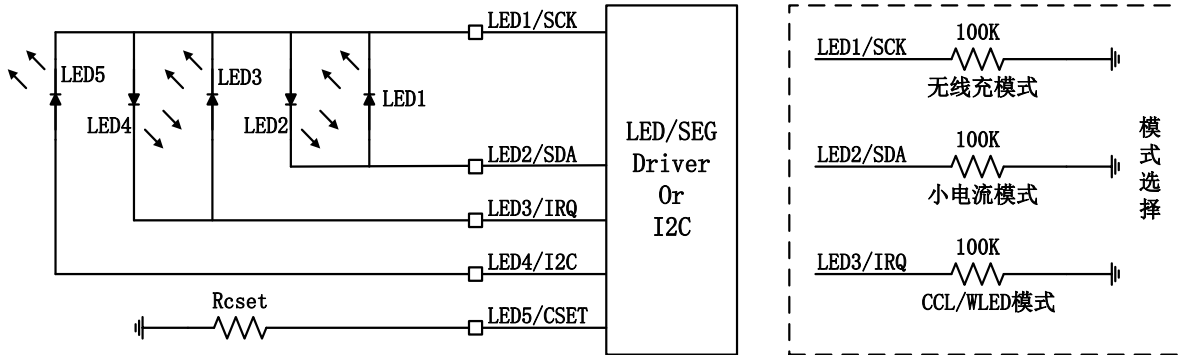 LED1/SCK
LED5
LED3
LED4
LED2
LED1
LED2/SDA
LED3/IRQ
LED4/I2C
Rcset
LED5/CSET
LED/SEG
Driver
Or
I2C
LED1/SCK
100K
无线充模式
LED2/SDA
100K
小电流模式
LED3/IRQ
100K
CCL/WLED模式
模
式
选
择